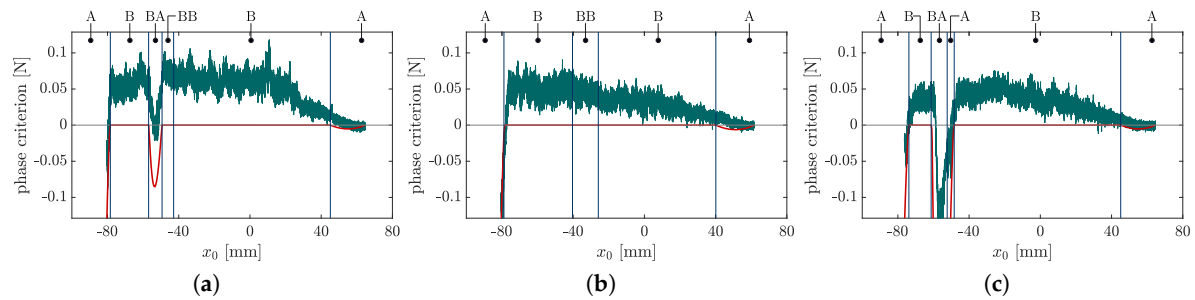 A B BA BB B A
0.1
0.05
0
-0.05
-0.1
phase criterion [N]
-80 -40 0 40 80
x₀ [mm]
(a)
A B BB B A
0.1
0.05
0
-0.05
-0.1
phase criterion [N]
-80 -40 0 40 80
x₀ [mm]
(b)
A B BA A B A
0.1
0.05
0
-0.05
-0.1
phase criterion [N]
-80 -40 0 40 80
x₀ [mm]
(c)